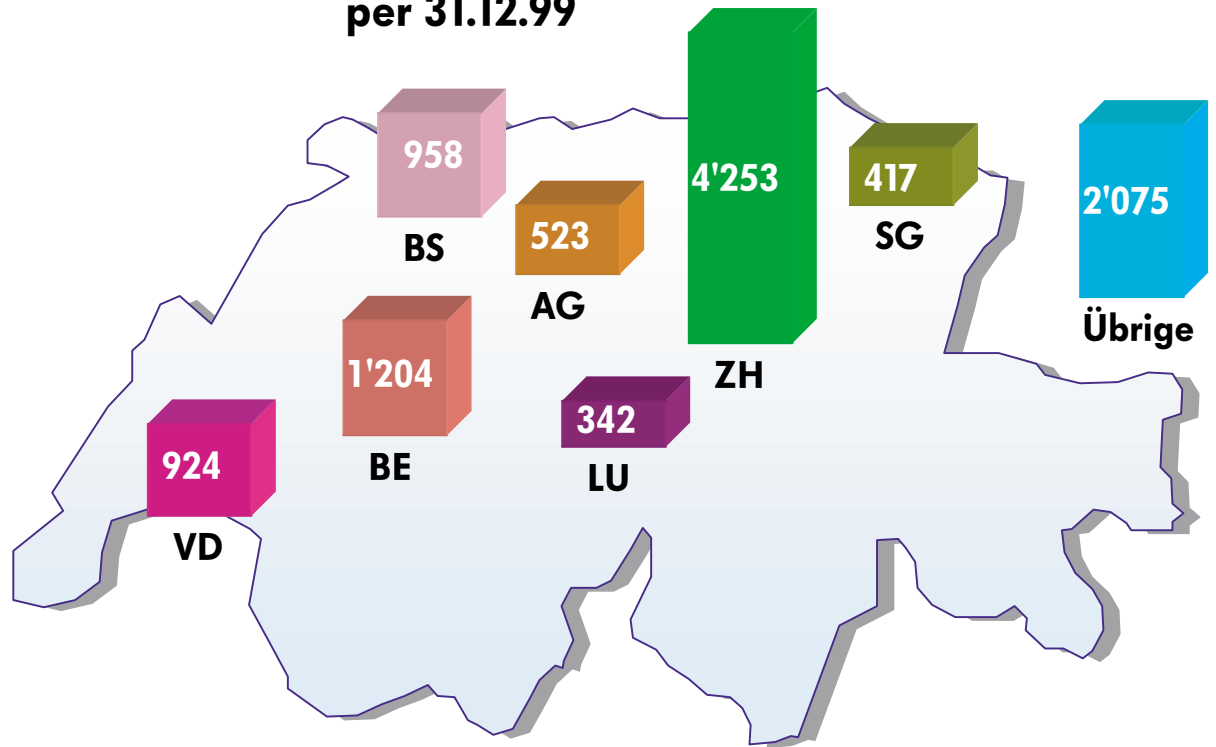 per 31.12.99
958
BS
523
AG
4'253
ZH
417
SG
2'075
Übrige
1'204
BE
342
LU
924
VD